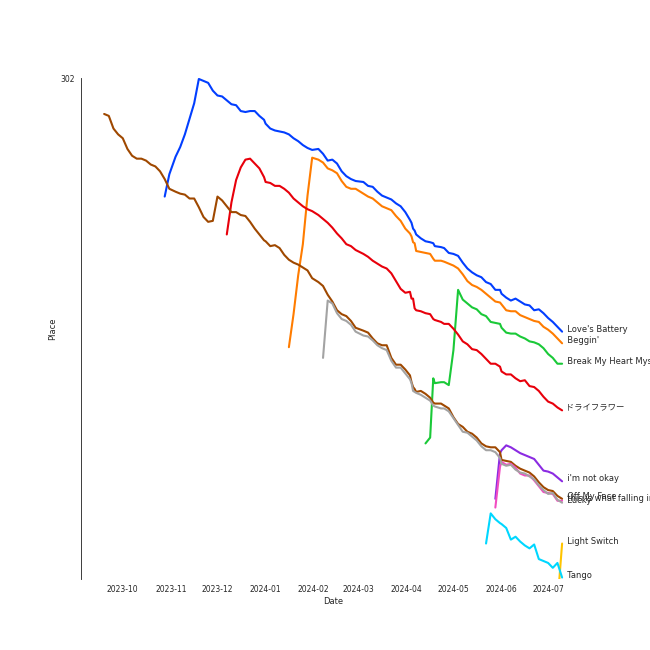 302
Place
Love's Battery
Beggin'
Break My Heart Mys
ドライフラワー
i'm not okay
Off My Face
what falling i
Lucky
Light Switch
Tango
2023-10 2023-11 2023-12 2024-01 2024-02 2024-03 2024-04 2024-05 2024-06 2024-07
Date